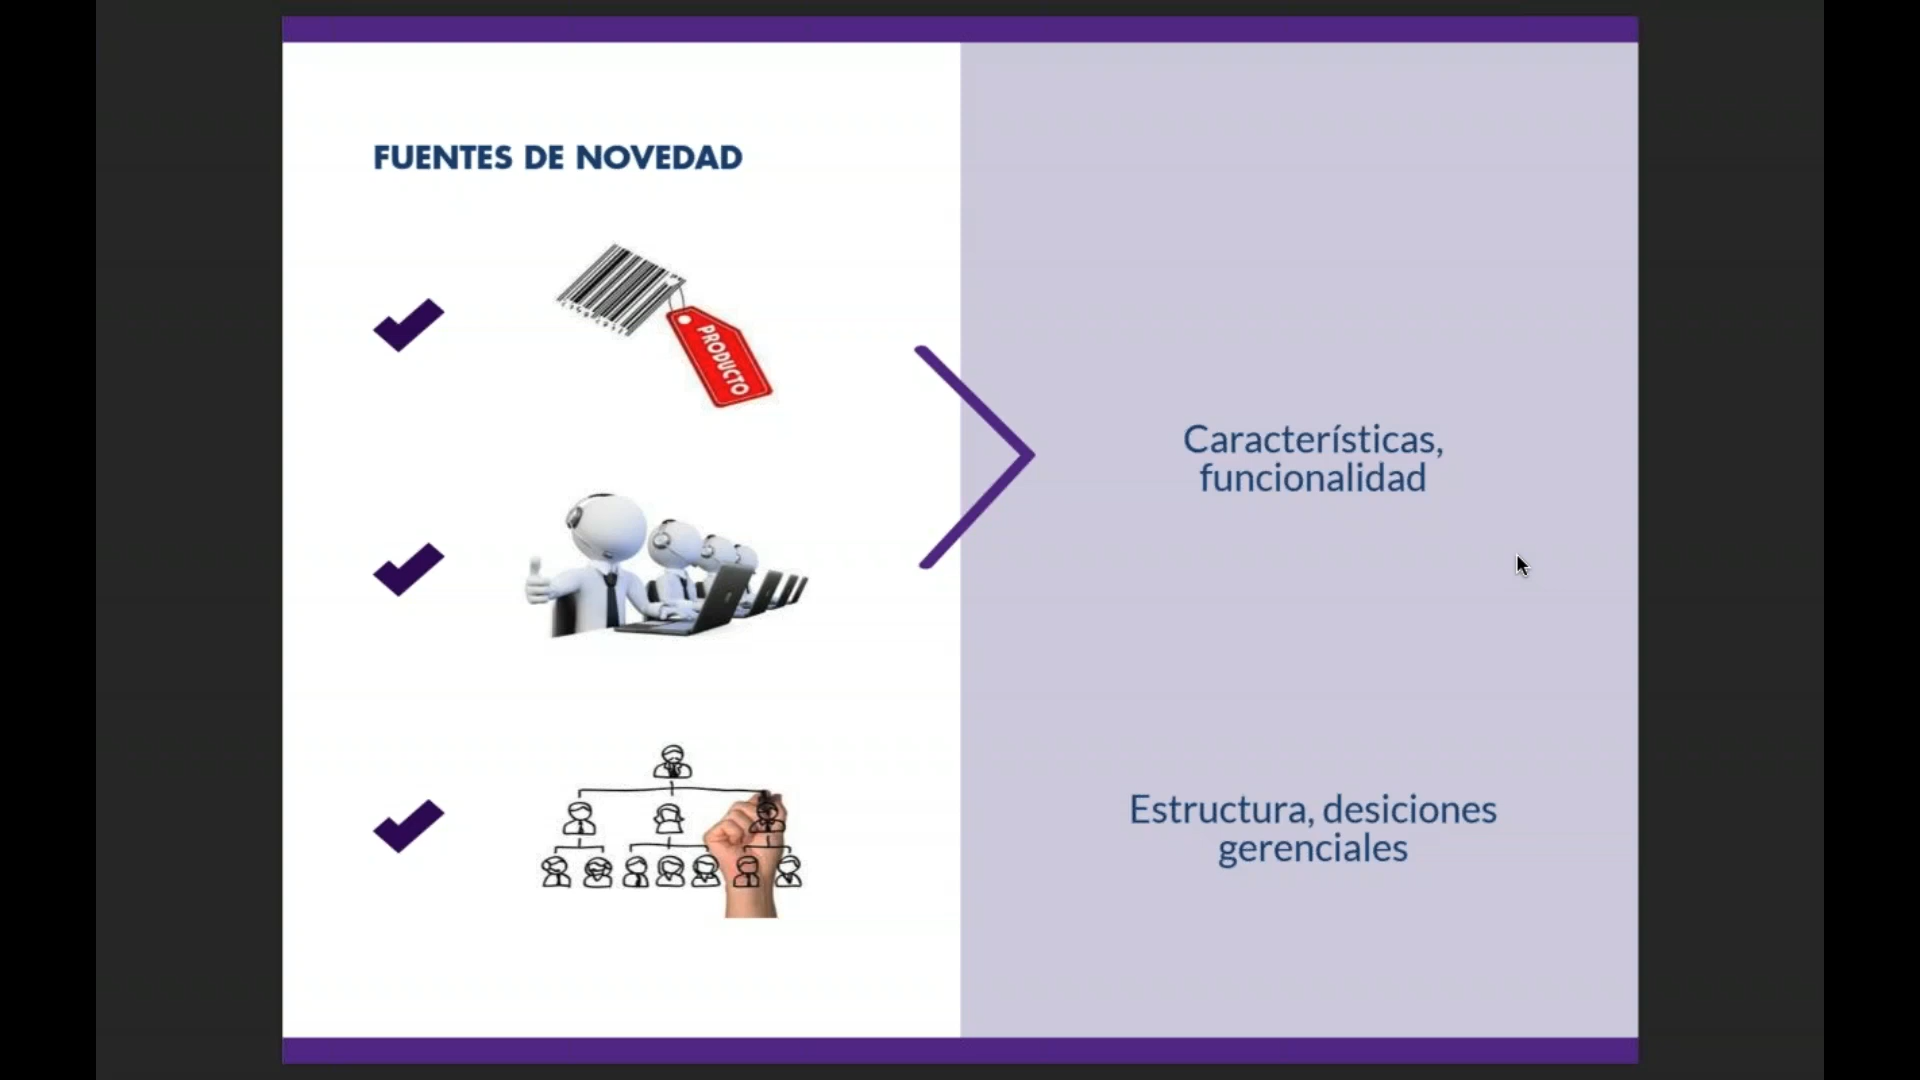 FUENTES DE NOVEDAD
PRODUCTO
Características,
funcionalidad
Estructura, desiciones
gerenciales